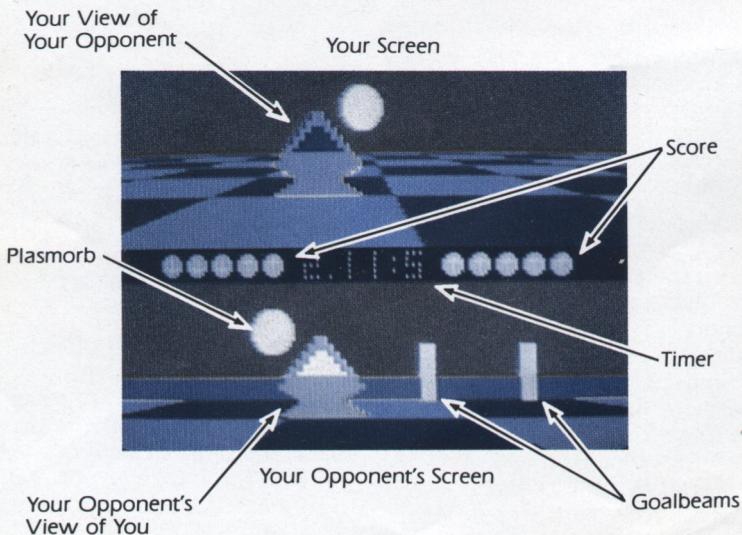 Your View of
Your Opponent
Your Screen
Score
Plasmorb
Timer
Your Opponent's Screen
Goalbeams
Your Opponent's
View of You